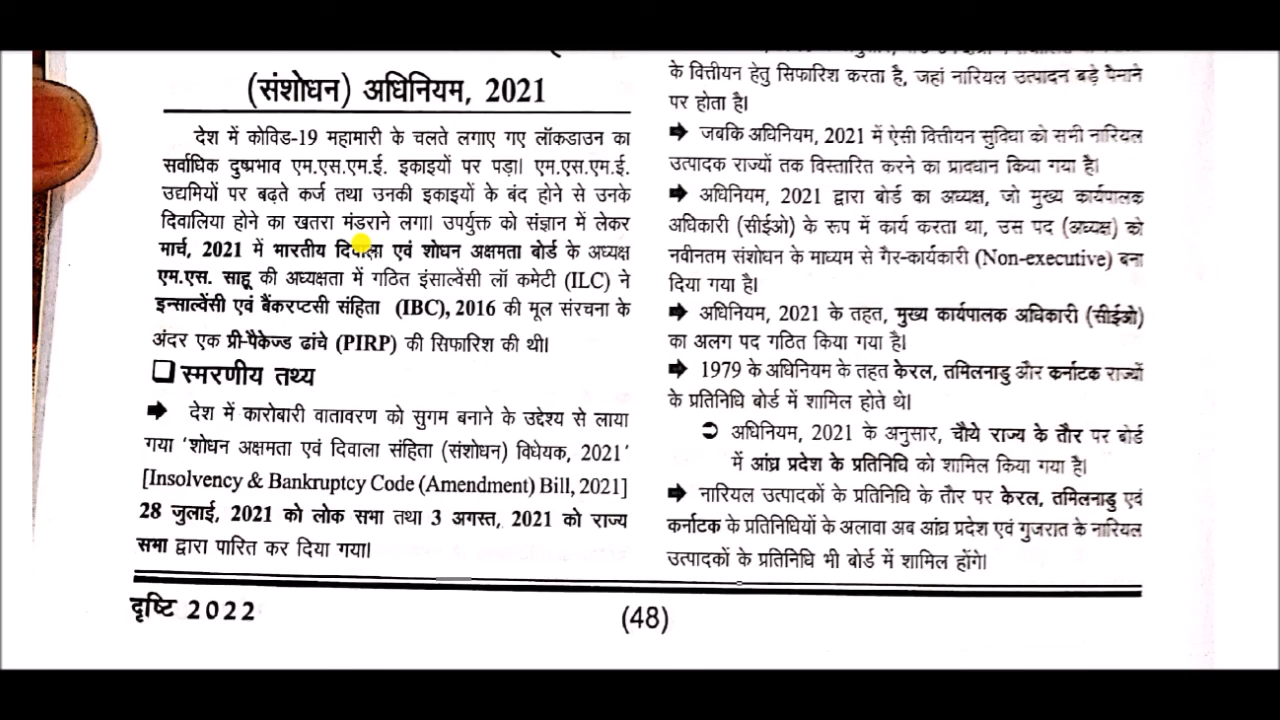 (संशोधन) अधिनियम, 2021
देश में कोविड-19 महामारी के चलते लगाए गए लॉकडाउन का
सर्वाधिक दुष्प्रभाव एम.एस.एम.ई. इकाइयों पर पड़ा। एम.एस.एम.ई.
उद्यमियों पर बढ़ते कर्ज तथा उनकी इकाइयों के बंद होने से उनके
दिवालिया होने का खतरा मंडराने लगा। उपर्युक्त को संज्ञान में लेकर
मार्च, 2021 में भारतीय दिवाला एवं शोधन अक्षमता बोर्ड के अध्यक्ष
एम.एस. साहू की अध्यक्षता में गठित इंसाल्वेंसी लॉ कमेटी (ILC) ने
इन्साल्वेंसी एवं बैंकरप्टसी संहिता (IBC), 2016 की मूल संरचना के
अंदर एक प्री-पैकेज्ड ढांचे (PIRP) की सिफारिश की थी।
❑ स्मरणीय तथ्य
➡ देश में कारोबारी वातावरण को सुगम बनाने के उद्देश्य से लाया
गया 'शोधन अक्षमता एवं दिवाला संहिता (संशोधन) विधेयक, 2021'
[Insolvency & Bankruptcy Code (Amendment) Bill, 2021]
28 जुलाई, 2021 को लोक सभा तथा 3 अगस्त, 2021 को राज्य
सभा द्वारा पारित कर दिया गया।
के वित्तीयन हेतु सिफारिश करता है, जहां नारियल उत्पादन बड़े पैमाने
पर होता है।
➡ जबकि अधिनियम, 2021 में ऐसी वित्तीयन सुविधा को सभी नारियल
उत्पादक राज्यों तक विस्तारित करने का प्रावधान किया गया है।
➡ अधिनियम, 2021 द्वारा बोर्ड का अध्यक्ष, जो मुख्य कार्यपालक
अधिकारी (सीईओ) के रूप में कार्य करता था, उस पद (अध्यक्ष) को
नवीनतम संशोधन के माध्यम से गैर-कार्यकारी (Non-executive) बना
दिया गया है।
➡ अधिनियम, 2021 के तहत, मुख्य कार्यपालक अधिकारी (सीईओ)
का अलग पद गठित किया गया है।
➡ 1979 के अधिनियम के तहत केरल, तमिलनाडु और कर्नाटक राज्यों
के प्रतिनिधि बोर्ड में शामिल होते थे।
➲ अधिनियम, 2021 के अनुसार, चौथे राज्य के तौर पर बोर्ड
में आंध्र प्रदेश के प्रतिनिधि को शामिल किया गया है।
➡ नारियल उत्पादकों के प्रतिनिधि के तौर पर केरल, तमिलनाडु एवं
कर्नाटक के प्रतिनिधियों के अलावा अब आंध्र प्रदेश एवं गुजरात के नारियल
उत्पादकों के प्रतिनिधि भी बोर्ड में शामिल होंगे।
दृष्टि 2022
(48)